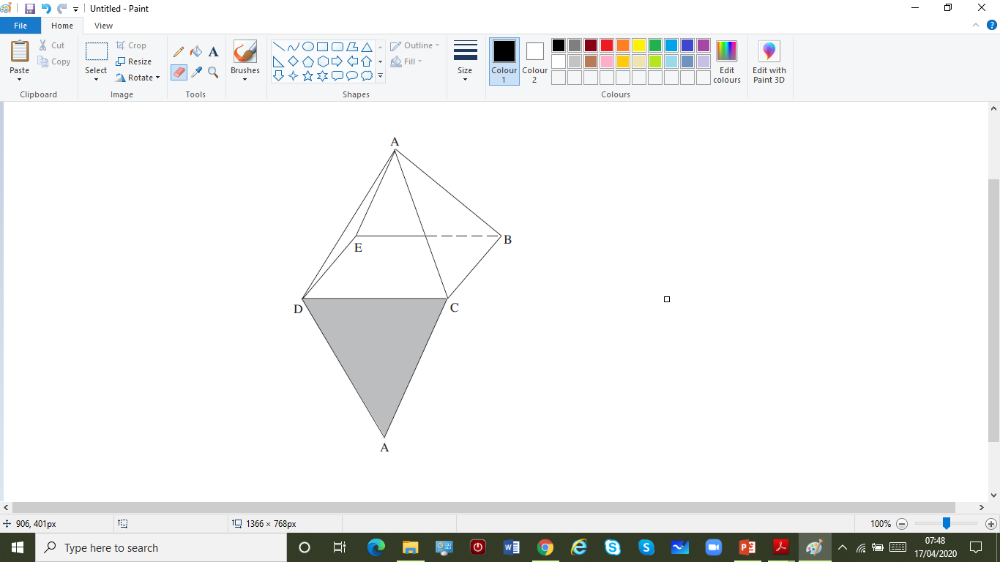 Untitled - Paint
File Home View
Paste
Cut
Copy
Clipboard
Select
Crop
Resize
Rotate
Image
A
Tools
Brushes
Shapes
Outline
Fill
Size
Colour 1
Colour 2
Colours
Edit colours
Edit with Paint 3D
A
E
B
D
C
A
906, 401px
1366 × 768px
100%
Type here to search
07:48
17/04/2020